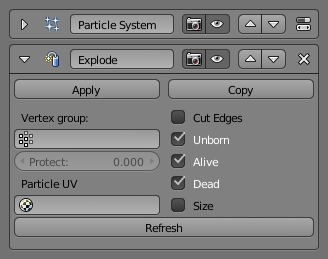 Particle System
Explode
Apply
Copy
Vertex group:
Cut Edges
Unborn
Protect: 0.000
Alive
Particle UV
Dead
Size
Refresh